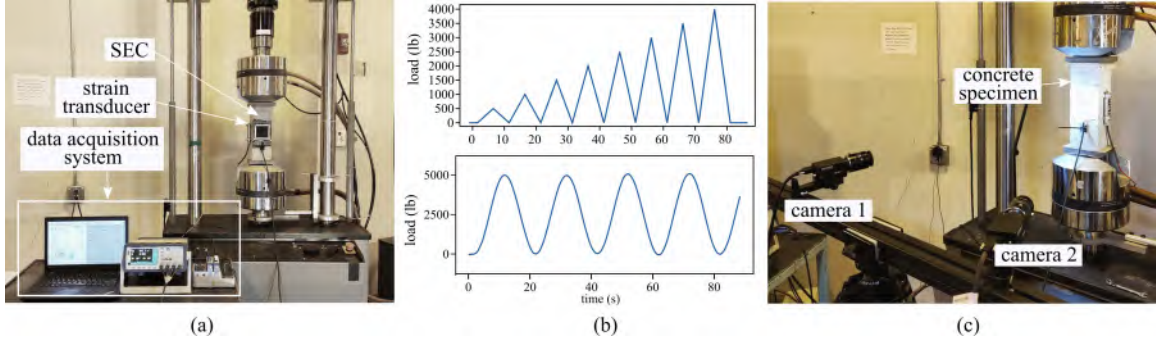 SEC
strain
transducer
data acquisition
system
(a)
load (lb)
4000
3500
3000
2500
2000
1500
1000
500
0
0 10 20 30 40 50 60 70 80
load (lb)
5000
2500
0
0 20 40 60 80
time (s)
(b)
concrete
specimen
camera 1
camera 2
(c)